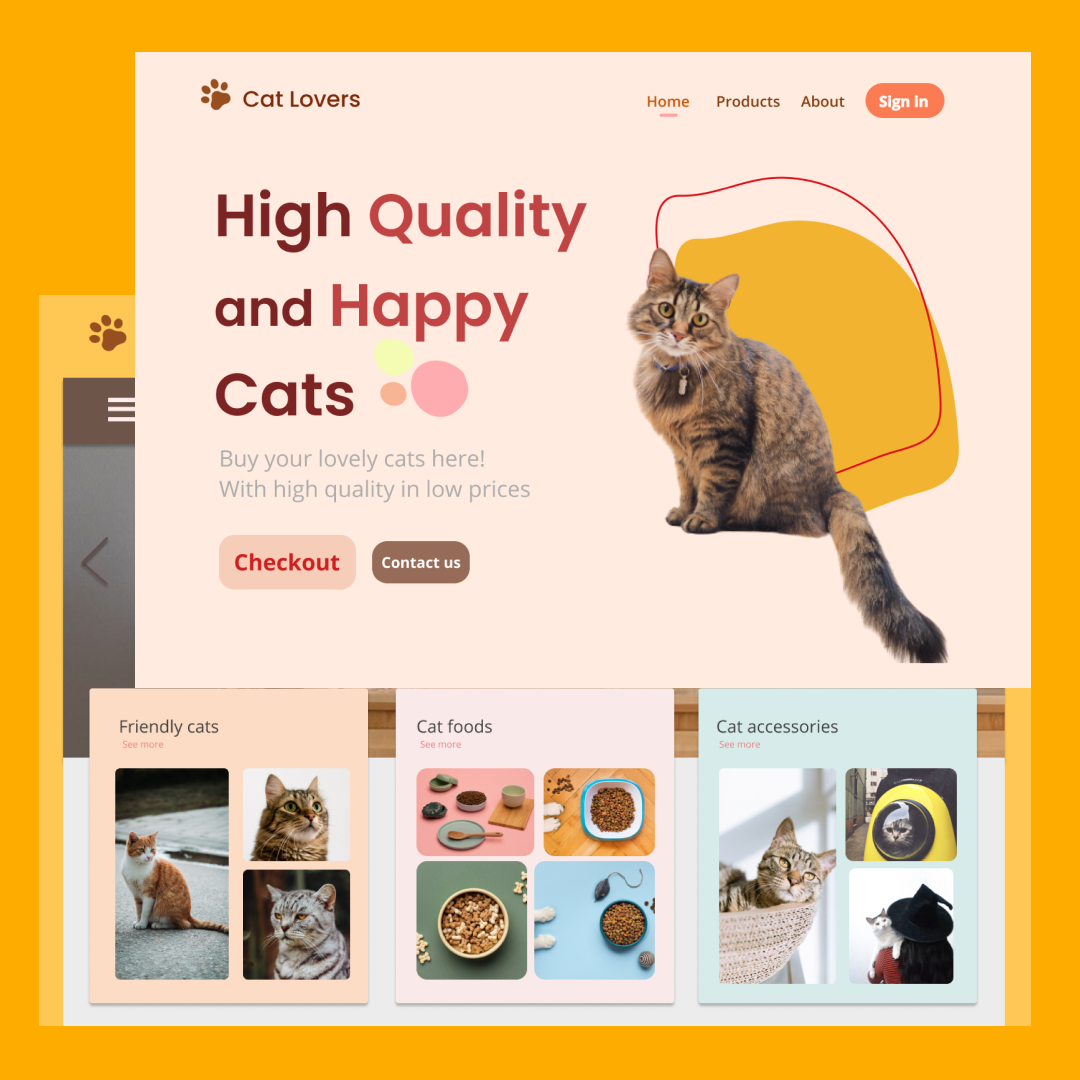 Cat Lovers
Home Products About Sign in
High Quality
and Happy
Cats
Buy your lovely cats here!
With high quality in low prices
Checkout Contact us
Friendly cats
See more
Cat foods
See more
Cat accessories
See more